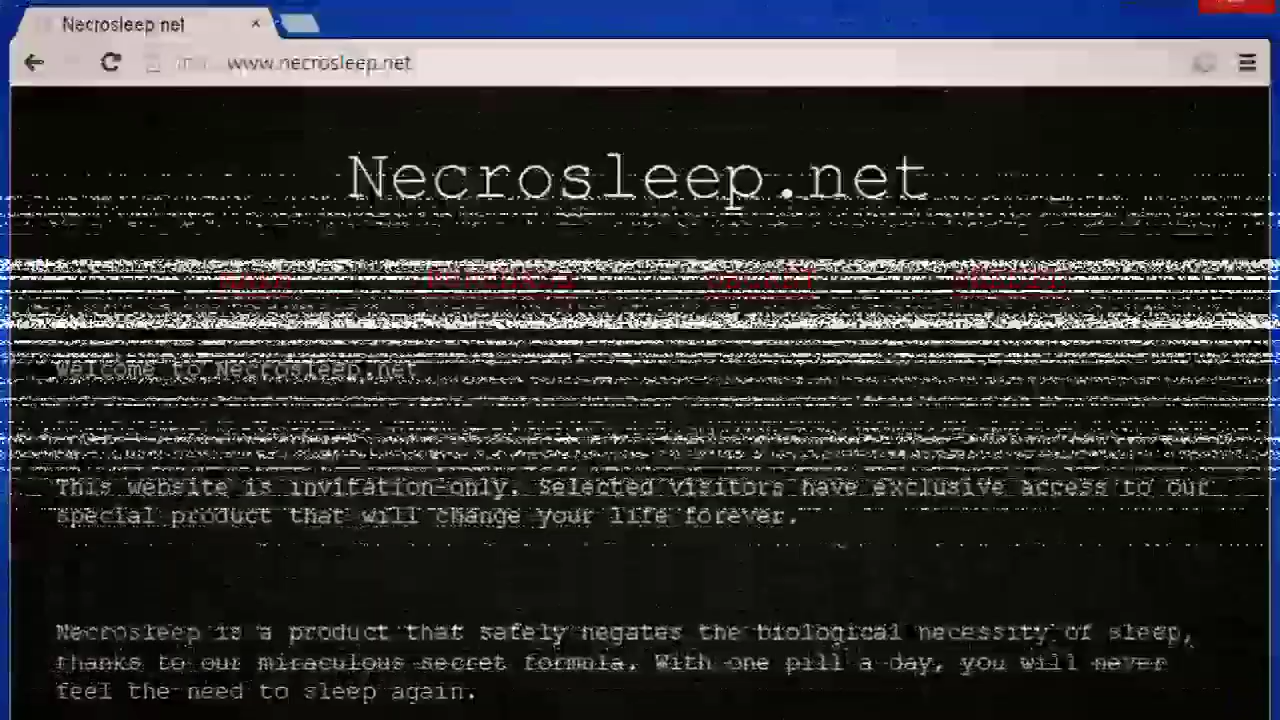 Necrosleep net
www.necrosleep.net
Necrosleep.net
Welcome to Necrosleep.net
This website is invitation-only. Selected visitors have exclusive access to our
special product that will change your life forever.
Necrosleep is a product that safely negates the biological necessity of sleep,
thanks to our miraculous secret formula. With one pill a day, you will never
feel the need to sleep again.